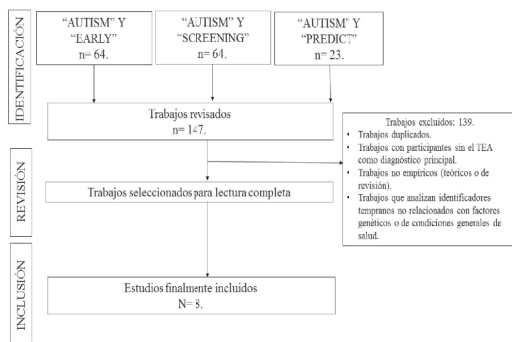 IDENTIFICACIÓN
“AUTISM” Y
“EARLY”
n= 64.
“AUTISM” Y
“SCREENING”
n= 64.
“AUTISM” Y
“PREDICT”
n= 23.
Trabajos revisados
n= 147.
Trabajos excluidos: 139.
• Trabajos duplicados.
• Trabajos con participantes sin el TEA
como diagnóstico principal.
• Trabajos no empíricos (teóricos o de
revisión).
• Trabajos que analizan identificadores
tempranos no relacionados con factores
genéticos o de condiciones generales de
salud.
REVISIÓN
Trabajos seleccionados para lectura completa
INCLUSIÓN
Estudios finalmente incluidos
N= 8.